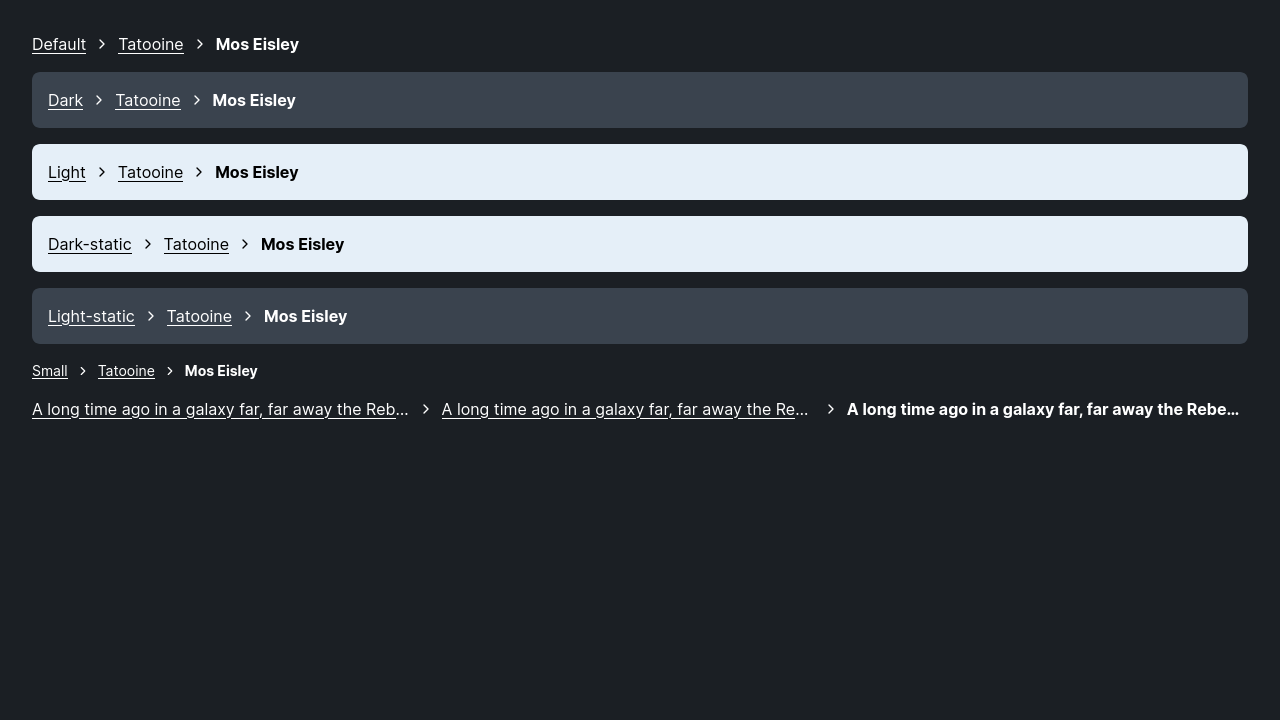 Default > Tatooine > Mos Eisley
Dark > Tatooine > Mos Eisley
Light > Tatooine > Mos Eisley
Dark-static > Tatooine > Mos Eisley
Light-static > Tatooine > Mos Eisley
Small > Tatooine > Mos Eisley
A long time ago in a galaxy far, far away the Reb... > A long time ago in a galaxy far, far away the Re... > A long time ago in a galaxy far, far away the Rebe...